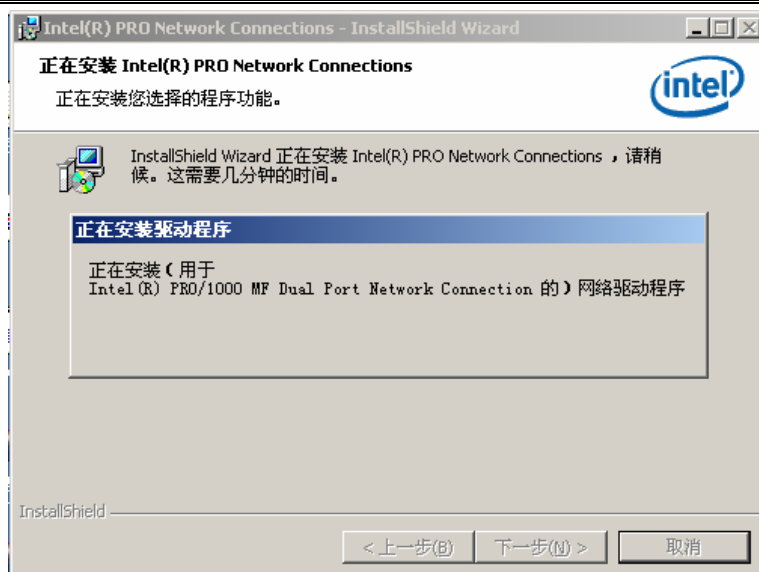 Intel(R) PRO Network Connections - InstallShield Wizard
正在安装 Intel(R) PRO Network Connections
正在安装您选择的程序功能。
intel
InstallShield Wizard 正在安装 Intel(R) PRO Network Connections，请稍
候。这需要几分钟的时间。
正在安装驱动程序
正在安装(用于
Intel(R) PRO/1000 MF Dual Port Network Connection 的)网络驱动程序
InstallShield
< 上一步(B) 下一步(N) > 取消